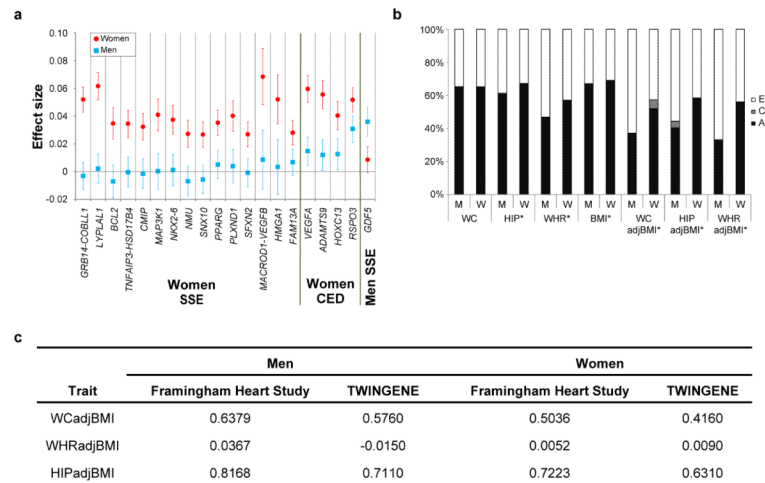 a
Effect size
0.10
0.08
0.06
0.04
0.02
0
-0.02
Women
Men
GRB14-COBLL1
LYPLAL1
BCL2
TNFAIP3-HSD17B4
CMIP
MAP3K1
NKX2-6
NMU
SNX10
PPARG
PLXND1
SFXN2
MACROD1-VEGFB
HMGA1
FAM13A
VEGFA
ADAMTS9
HOXC13
RSPO3
GDF5
Women SSE
Women CED
Men SSE
b
100%
80%
60%
40%
20%
0%
E
C
A
M W M W M W M W M W M W M W
WC HIP* WHR* BMI* WC adjBMI* HIP adjBMI* WHR adjBMI*
c
Men Women
Trait Framingham Heart Study TWINGENE Framingham Heart Study TWINGENE
WCadjBMI 0.6379 0.5760 0.5036 0.4160
WHRadjBMI 0.0367 -0.0150 0.0052 0.0090
HIPadjBMI 0.8168 0.7110 0.7223 0.6310